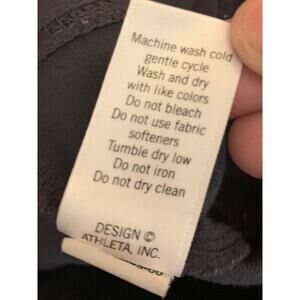 Machine wash cold
gentle cycle
Wash and dry
with like colors
Do not bleach
Do not use fabric
softeners
Tumble dry low
Do not iron
Do not dry clean
DESIGN ©
ATHLETA, INC.